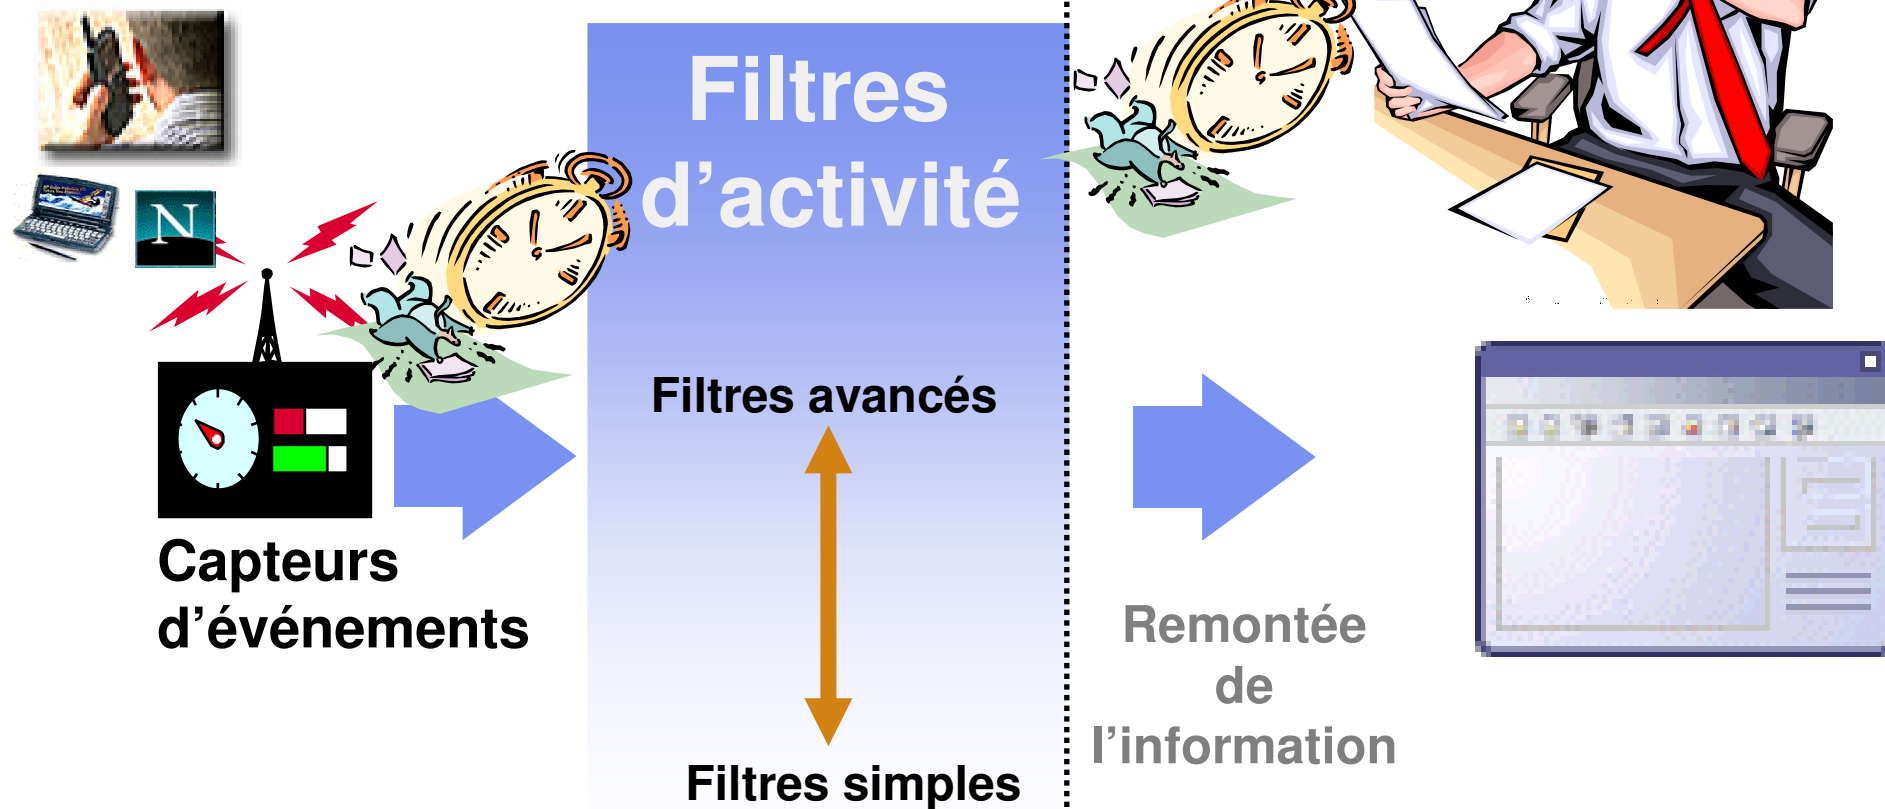 Filtres
d’activité
N
Filtres avancés
Capteurs
d’événements
Remontée
de
l’information
Filtres simples